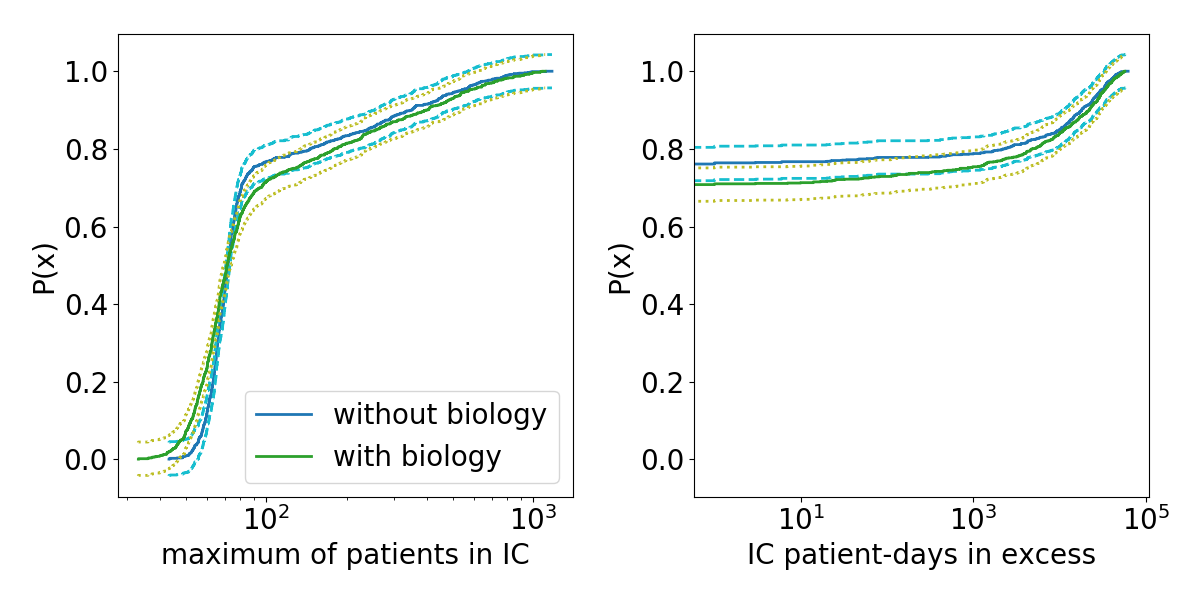 1.0
0.8
0.6
0.4
0.2
0.0
P(x)
10²
10³
maximum of patients in IC
without biology
with biology
1.0
0.8
0.6
0.4
0.2
0.0
P(x)
10¹
10³
10⁵
IC patient-days in excess